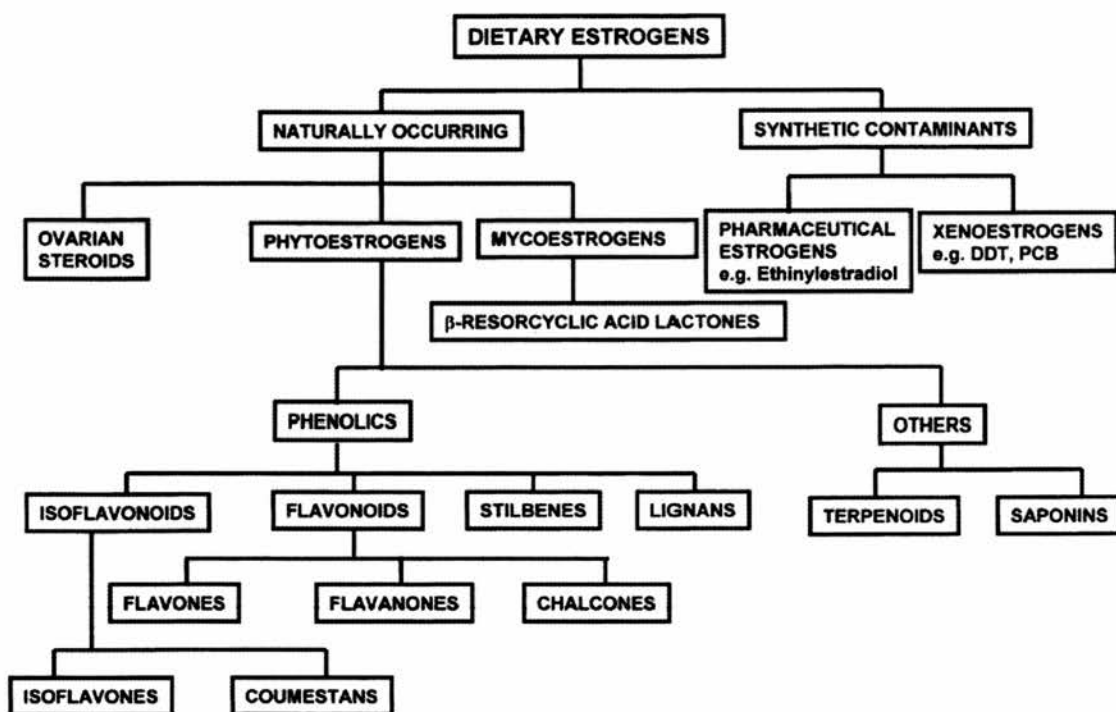 DIETARY ESTROGENS
NATURALLY OCCURRING
SYNTHETIC CONTAMINANTS
OVARIAN
STEROIDS
PHYTOESTROGENS
MYCOESTROGENS
PHARMACEUTICAL
ESTROGENS
e.g. Ethinylestradiol
XENOESTROGENS
e.g. DDT, PCB
β-RESORCYCLIC ACID LACTONES
PHENOLICS
OTHERS
ISOFLAVONOIDS
FLAVONOIDS
STILBENES
LIGNANS
TERPENOIDS
SAPONINS
FLAVONES
FLAVANONES
CHALCONES
ISOFLAVONES
COUMESTANS